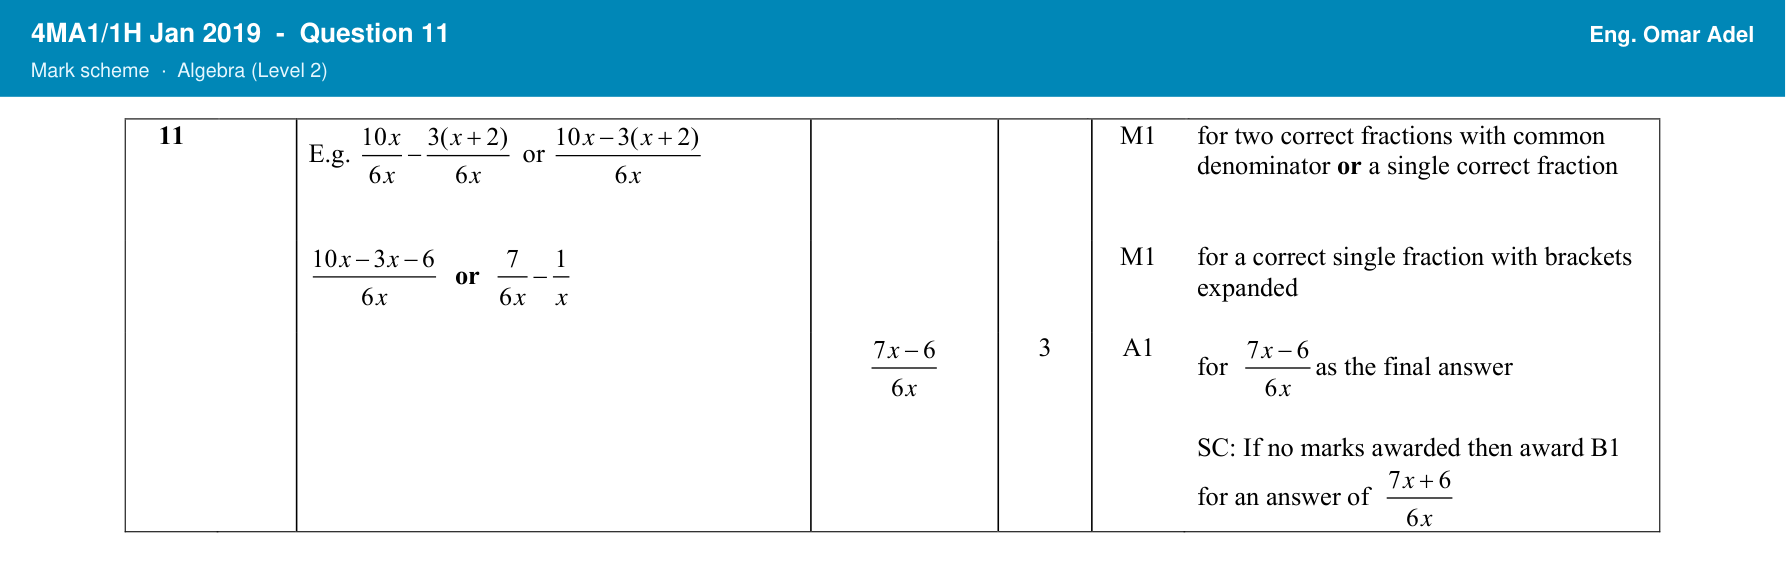 4MA1/1H Jan 2019 - Question 11
Eng. Omar Adel
Mark scheme · Algebra (Level 2)
11
E.g. 10x/6x − 3(x+2)/6x or (10x−3(x+2))/6x
M1 for two correct fractions with common
denominator or a single correct fraction
(10x−3x−6)/6x or 7/6x − 1/x
M1 for a correct single fraction with brackets
expanded
(7x−6)/6x
3
A1 for (7x−6)/6x as the final answer
SC: If no marks awarded then award B1
for an answer of (7x+6)/6x